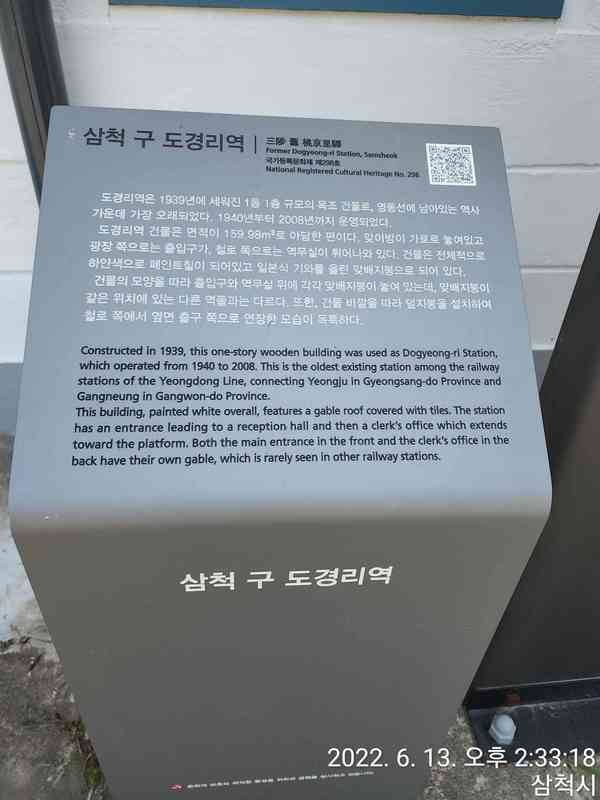 삼척 구 도경리역
三陟 舊 桃京里驛
Former Dogyeong-ri Station, Samcheok
국가등록문화재 제298호
National Registered Cultural Heritage No. 298
도경리역은 1939년에 세워진 1동 1층 규모의 목조 건물로, 영동선에 남아있는 역사
가운데 가장 오래되었다. 1940년부터 2008년까지 운영되었다.
도경리역 건물은 면적이 159.98m²로 아담한 편이다. 맞이방이 가로로 놓여있고
광장 쪽으로는 출입구가, 철로 쪽으로는 역무실이 튀어나와 있다. 건물은 전체적으로
하얀색으로 페인트칠이 되어있고 일본식 기와를 올린 맞배지붕으로 되어 있다.
건물의 모양을 따라 출입구와 역무실 위에 각각 맞배지붕이 놓여 있는데, 맞배지붕이
같은 위치에 있는 다른 역들과는 다르다. 또한, 건물 바깥을 따라 덧지붕을 설치하여
철로 쪽에서 옆면 출구 쪽으로 연장한 모습이 독특하다.
Constructed in 1939, this one-story wooden building was used as Dogyeong-ri Station,
which operated from 1940 to 2008. This is the oldest existing station among the railway
stations of the Yeongdong Line, connecting Yeongju in Gyeongsang-do Province and
Gangneung in Gangwon-do Province.
This building, painted white overall, features a gable roof covered with tiles. The station
has an entrance leading to a reception hall and then a clerk's office which extends
toward the platform. Both the main entrance in the front and the clerk's office in the
back have their own gable, which is rarely seen in other railway stations.
삼척 구 도경리역
2022. 6. 13. 오후 2:33:18
삼척시